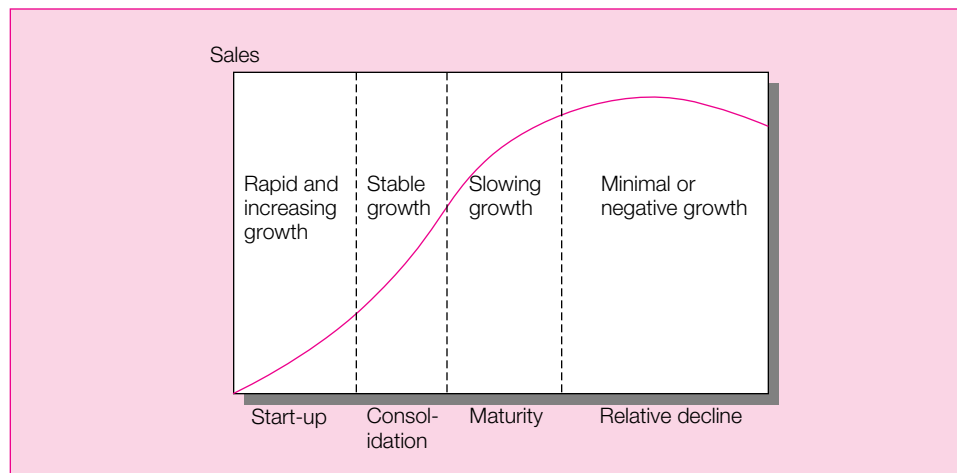 Sales
Rapid and
increasing
growth
Stable
growth
Slowing
growth
Minimal or
negative growth
Start-up
Consol-
idation
Maturity
Relative decline